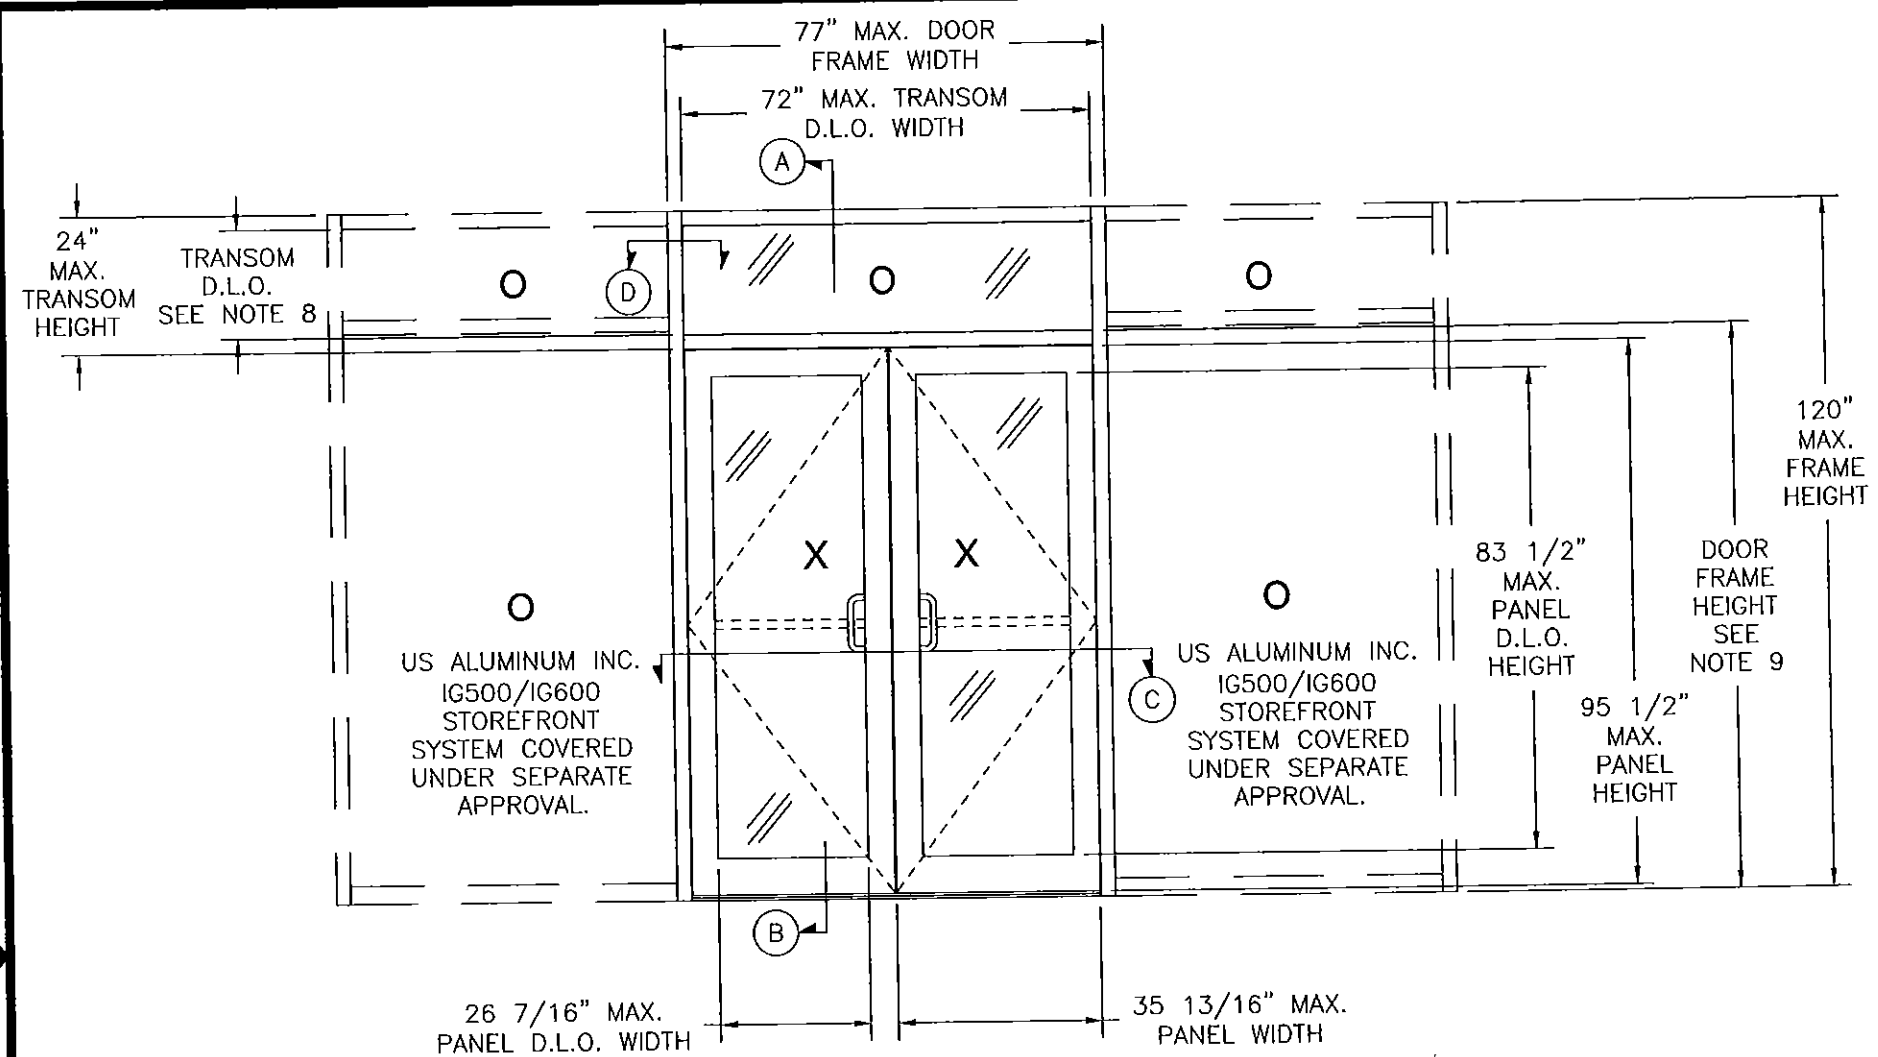 77" MAX. DOOR
FRAME WIDTH
72" MAX. TRANSOM
D.L.O. WIDTH
A
24"
MAX.
TRANSOM
HEIGHT
TRANSOM
D.L.O.
SEE NOTE 8
O
D
O
O
120"
MAX.
FRAME
HEIGHT
X
X
83 1/2"
MAX.
PANEL
D.L.O.
HEIGHT
DOOR
FRAME
HEIGHT
SEE
NOTE 9
O
US ALUMINUM INC.
IG500/IG600
STOREFRONT
SYSTEM COVERED
UNDER SEPARATE
APPROVAL.
O
US ALUMINUM INC.
IG500/IG600
STOREFRONT
SYSTEM COVERED
UNDER SEPARATE
APPROVAL.
C
95 1/2"
MAX.
PANEL
HEIGHT
B
26 7/16" MAX.
PANEL D.L.O. WIDTH
35 13/16" MAX.
PANEL WIDTH